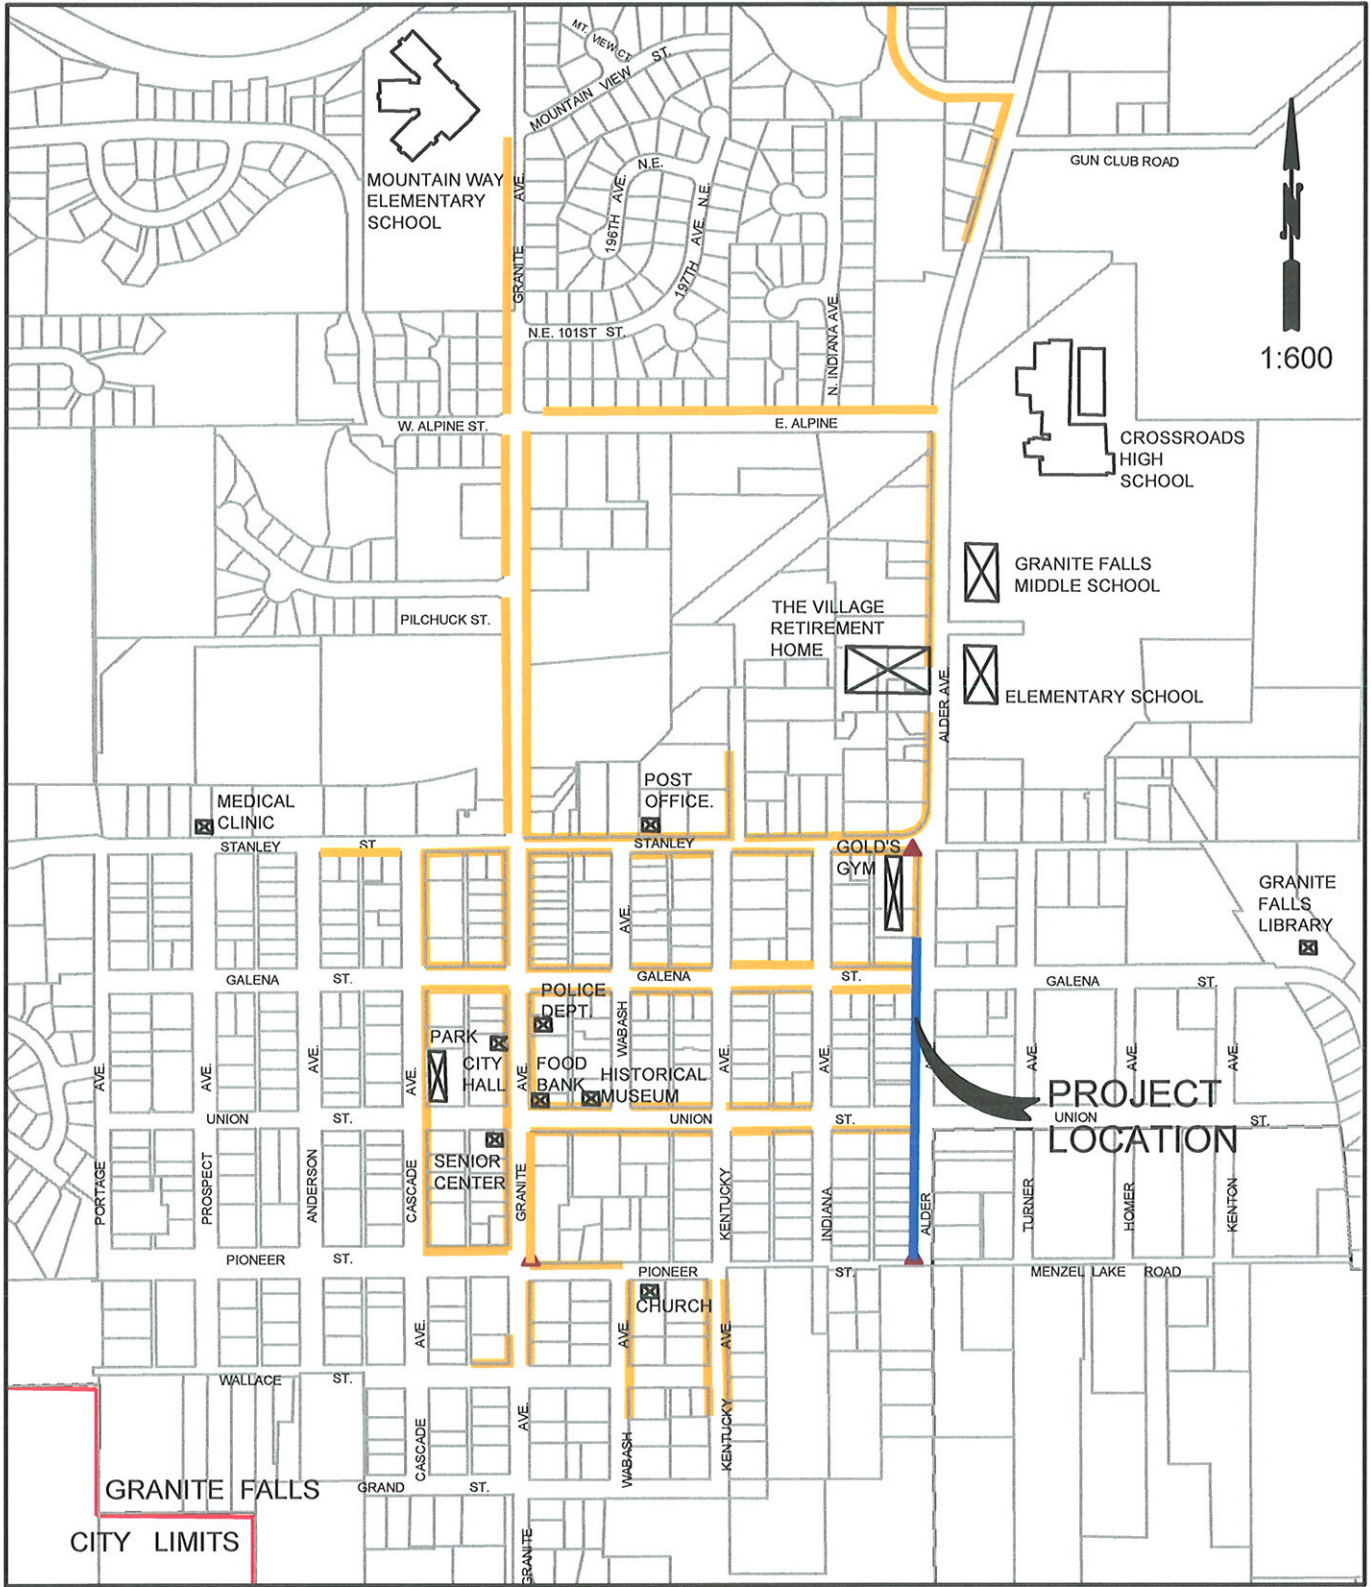 MT. VIEW CT.
MOUNTAIN VIEW ST.
GUN CLUB ROAD
MOUNTAIN WAY
ELEMENTARY
SCHOOL
GRANITE AVE.
N.E.
196TH AVE.
197TH AVE. N.E.
N
N.E. 101ST ST.
N. INDIANA AVE.
1:600
W. ALPINE ST.
E. ALPINE
CROSSROADS
HIGH
SCHOOL
GRANITE FALLS
MIDDLE SCHOOL
THE VILLAGE
RETIREMENT
HOME
PILCHUCK ST.
ELEMENTARY SCHOOL
ALDER AVE.
MEDICAL
CLINIC
POST
OFFICE.
STANLEY ST.
STANLEY
GOLD'S
GYM
GRANITE
FALLS
LIBRARY
AVE.
GALENA ST.
GALENA ST.
GALENA ST.
POLICE
DEPT.
PARK
CITY
HALL
FOOD
BANK
HISTORICAL
MUSEUM
WABASH
AVE.
AVE.
AVE.
AVE.
AVE.
AVE.
AVE.
AVE.
AVE.
AVE.
PROJECT
LOCATION
UNION ST.
UNION ST.
UNION ST.
SENIOR
CENTER
PORTAGE
PROSPECT
ANDERSON
CASCADE
GRANITE
KENTUCKY
INDIANA
ALDER
TURNER
HOMER
KENTON
PIONEER ST.
PIONEER ST.
MENZEL LAKE ROAD
CHURCH
AVE.
AVE.
AVE.
WALLACE ST.
CASCADE
AVE.
WABASH
KENTUCKY
GRAND ST.
GRANITE FALLS
CITY LIMITS
GRANITE